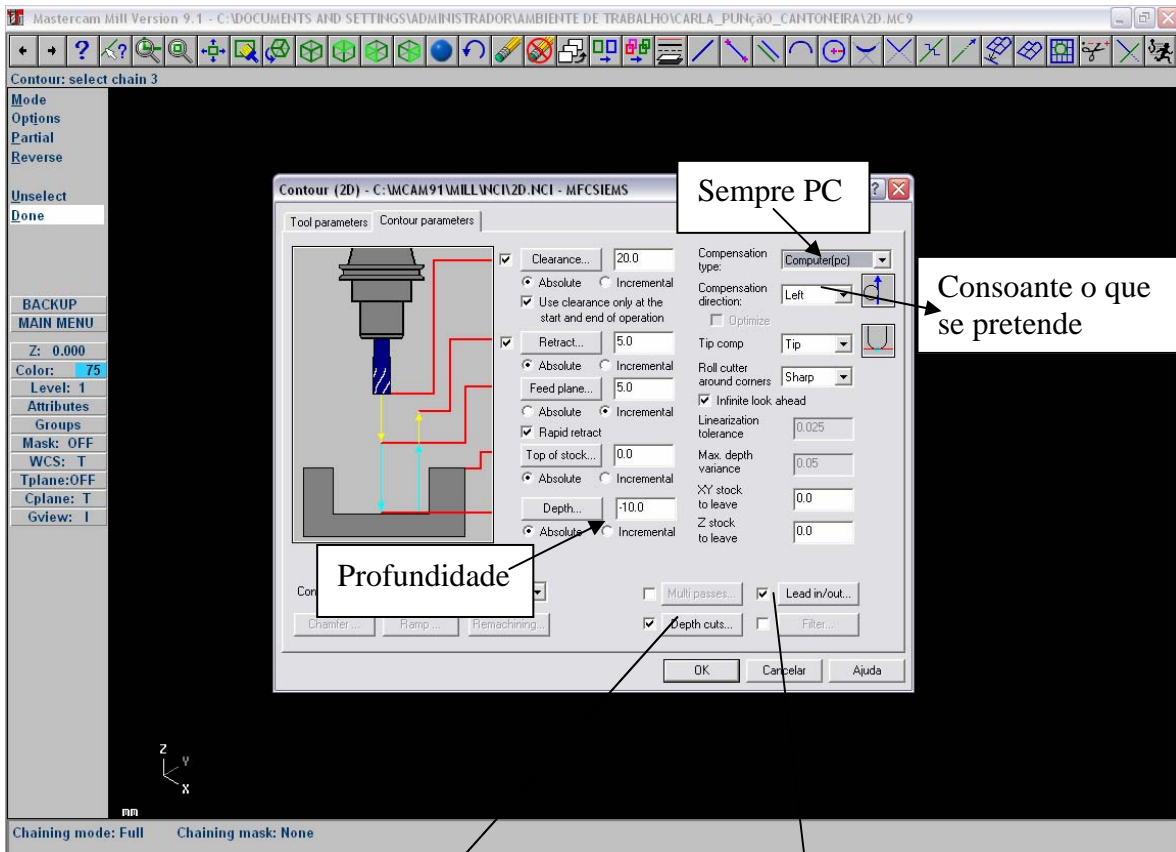 Mastercam Mill Version 9.1 - C:\DOCUMENTS AND SETTINGS\ADMINISTRADOR\AMBIENTE DE TRABALHO\CARLA_PUNçãO_CANTONEIRA\2D.MC9
Contour: select chain 3
Mode
Options
Partial
Reverse
Unselect
Done
BACKUP
MAIN MENU
Z: 0.000
Color: 75
Level: 1
Attributes
Groups
Mask: OFF
WCS: T
Tplane:OFF
Cplane: T
Gview: I
Contour (2D) - C:\MCAM91\MILL\NCI\2D.NCI - MFCSIEMS
Tool parameters Contour parameters
Clearance... 20.0
Absolute Incremental
Use clearance only at the
start and end of operation
Retract... 5.0
Absolute Incremental
Feed plane... 5.0
Absolute Incremental
Rapid retract
Top of stock... 0.0
Absolute Incremental
Depth... -10.0
Absolute Incremental
Compensation
type: Computer(pc)
Compensation
direction: Left
Optimize
Tip comp Tip
Roll cutter
around corners Sharp
Infinite look ahead
Linearization
tolerance 0.025
Max. depth
variance 0.05
XY stock
to leave 0.0
Z stock
to leave 0.0
Con
Chamfer ... Ramp ... Remachining...
Multi passes... Lead in/out...
Depth cuts... Filter...
OK Cancelar Ajuda
Sempre PC
Consoante o que
se pretende
Profundidade
Z
Y
X
mm
Chaining mode: Full Chaining mask: None